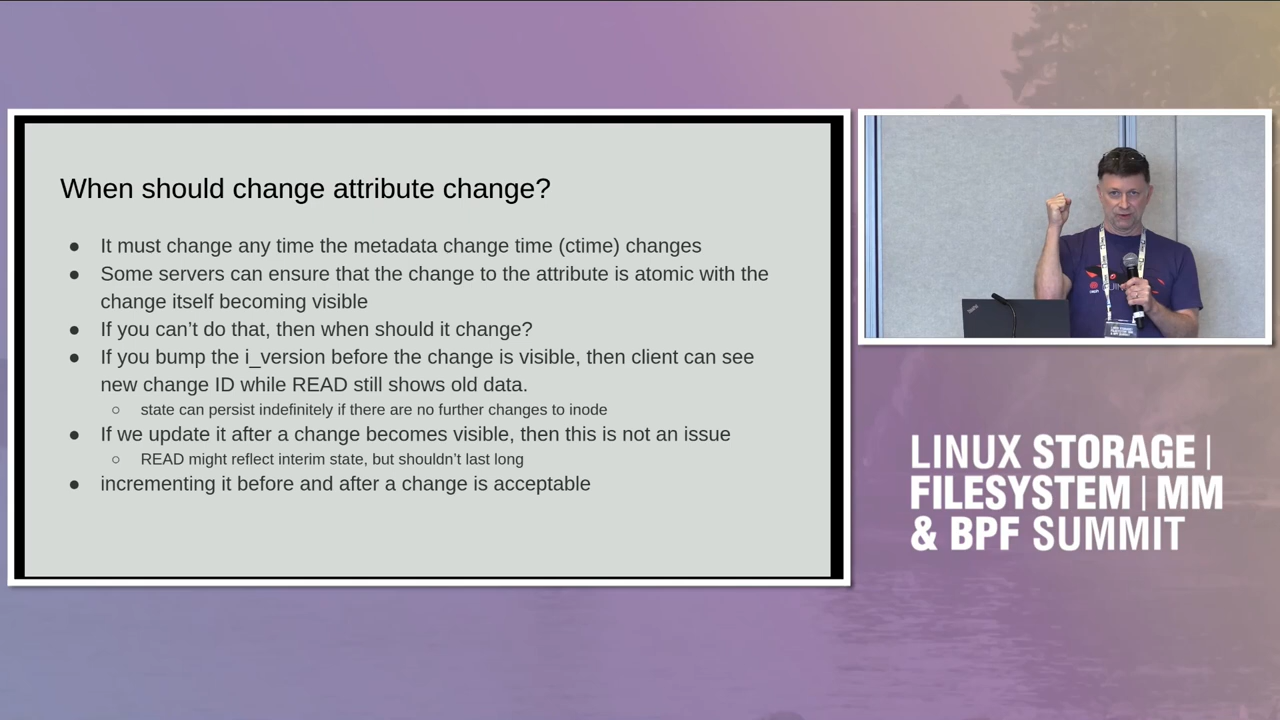 When should change attribute change?
● It must change any time the metadata change time (ctime) changes
● Some servers can ensure that the change to the attribute is atomic with the
change itself becoming visible
● If you can’t do that, then when should it change?
● If you bump the i_version before the change is visible, then client can see
new change ID while READ still shows old data.
○ state can persist indefinitely if there are no further changes to inode
● If we update it after a change becomes visible, then this is not an issue
○ READ might reflect interim state, but shouldn’t last long
● incrementing it before and after a change is acceptable
LINUX STORAGE |
FILESYSTEM | MM
& BPF SUMMIT